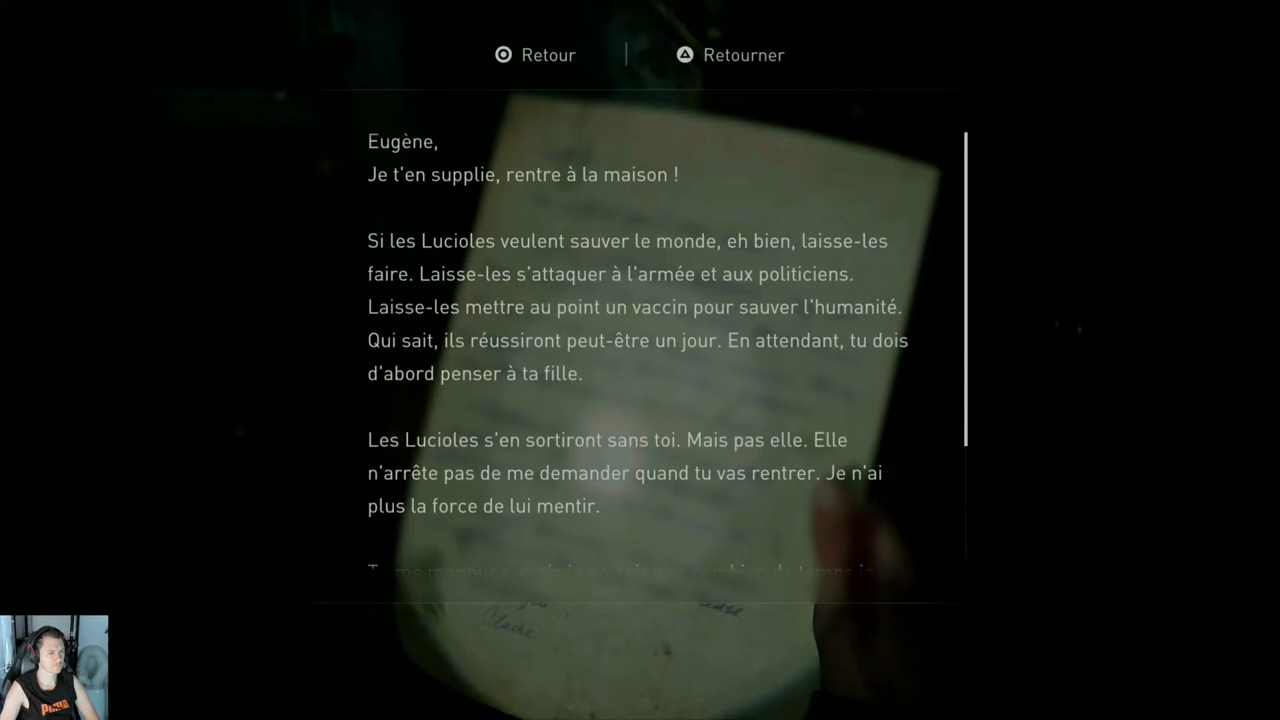 Retour
Retourner
Eugène,
Je t'en supplie, rentre à la maison !
Si les Lucioles veulent sauver le monde, eh bien, laisse-les
faire. Laisse-les s'attaquer à l'armée et aux politiciens.
Laisse-les mettre au point un vaccin pour sauver l'humanité.
Qui sait, ils réussiront peut-être un jour. En attendant, tu dois
d'abord penser à ta fille.
Les Lucioles s'en sortiront sans toi. Mais pas elle. Elle
n'arrête pas de me demander quand tu vas rentrer. Je n'ai
plus la force de lui mentir.
Claire